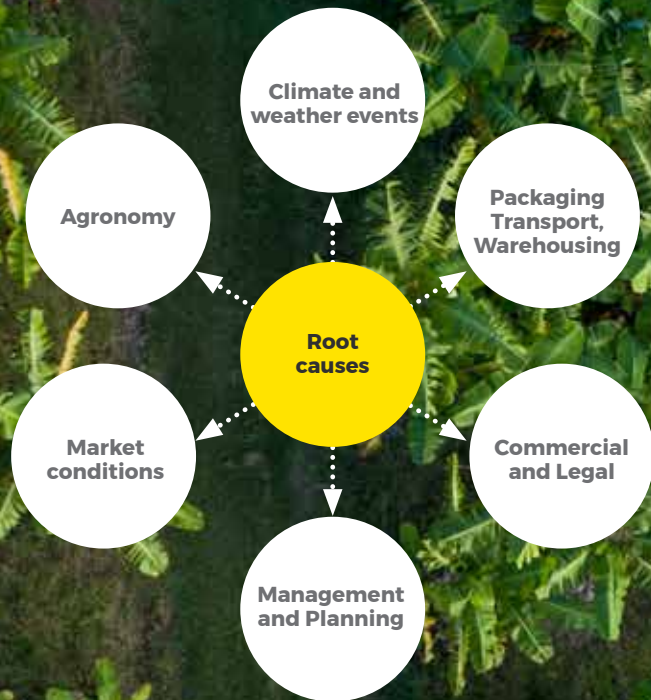 Climate and
weather events
Agronomy
Packaging
Transport,
Warehousing
Root
causes
Market
conditions
Commercial
and Legal
Management
and Planning